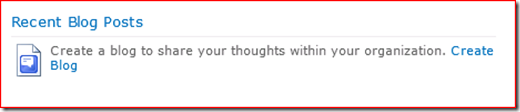 Recent Blog Posts
Create a blog to share your thoughts within your organization. Create
Blog